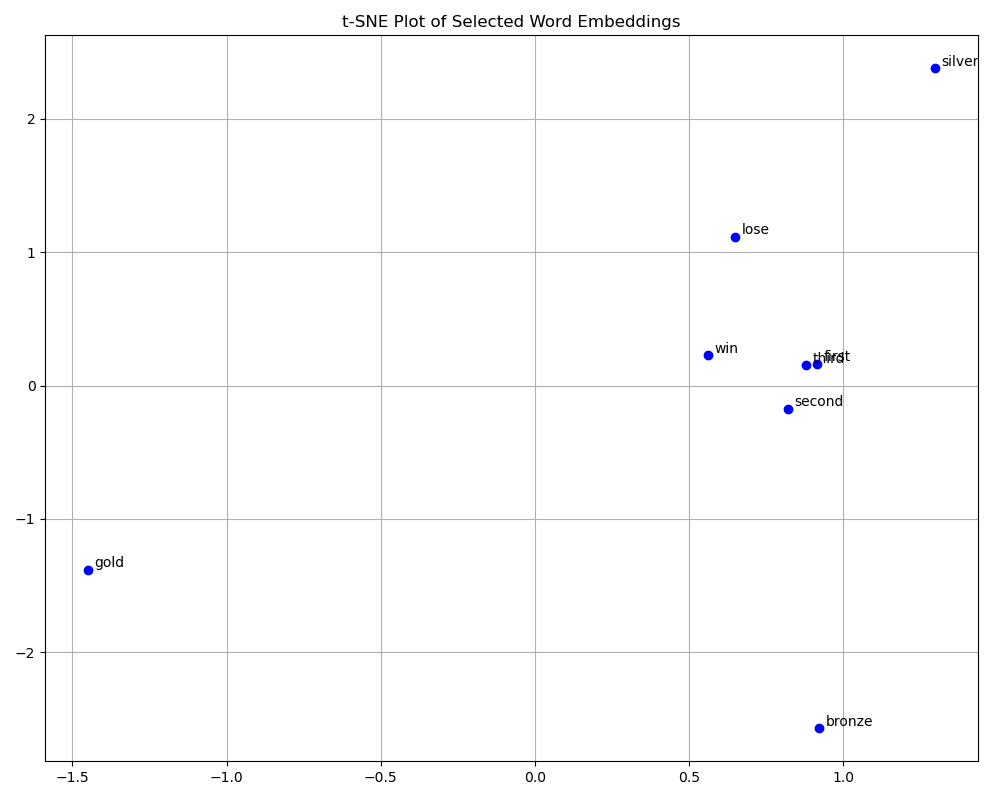 t-SNE Plot of Selected Word Embeddings
silver
2
lose
1
win
first
third
0
second
−1
gold
−2
bronze
−1.5
−1.0
−0.5
0.0
0.5
1.0